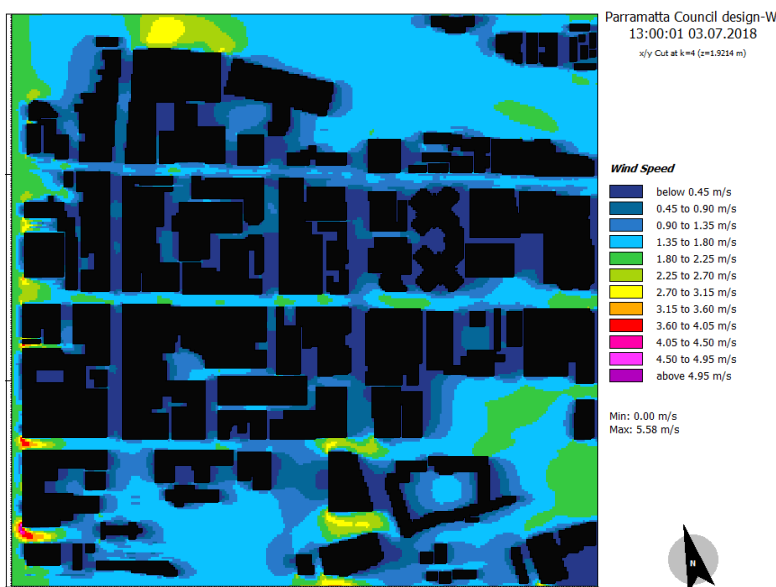 Parramatta Council design-W
13:00:01 03.07.2018
x/y Cut at k=4 (z=1.9214 m)
Wind Speed
below 0.45 m/s
0.45 to 0.90 m/s
0.90 to 1.35 m/s
1.35 to 1.80 m/s
1.80 to 2.25 m/s
2.25 to 2.70 m/s
2.70 to 3.15 m/s
3.15 to 3.60 m/s
3.60 to 4.05 m/s
4.05 to 4.50 m/s
4.50 to 4.95 m/s
above 4.95 m/s
Min: 0.00 m/s
Max: 5.58 m/s
N